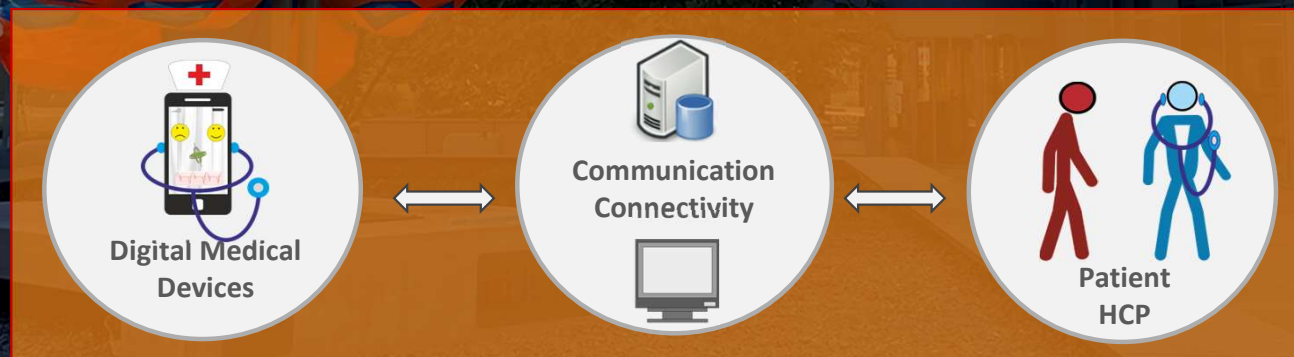 Digital Medical
Devices
Communication
Connectivity
Patient
HCP